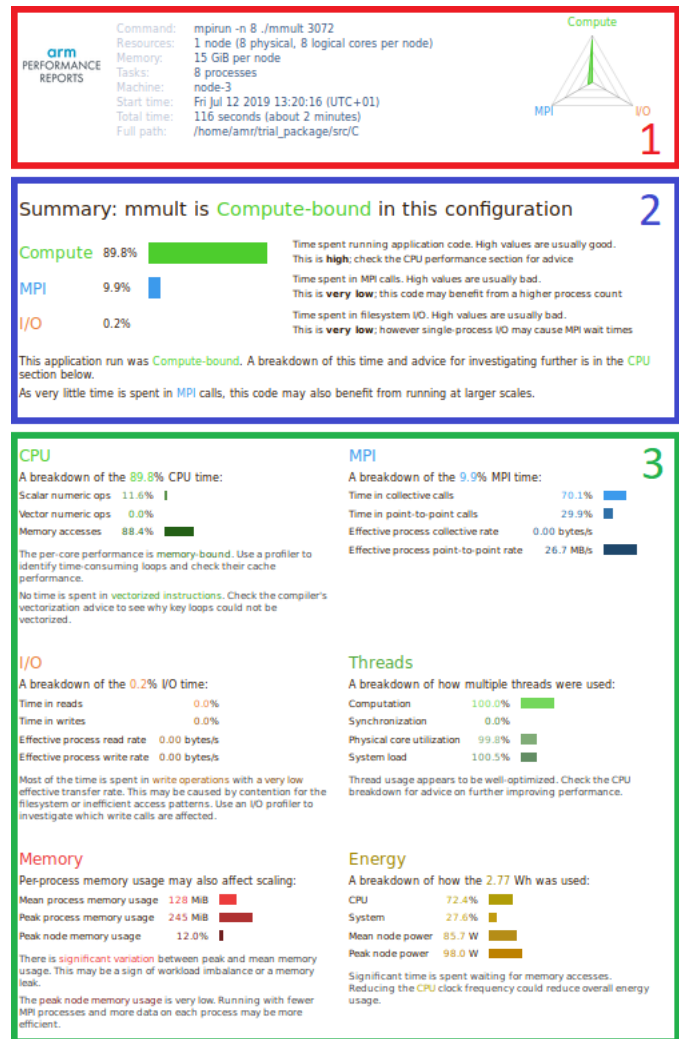 arm
PERFORMANCE
REPORTS
Command: mpirun -n 8 ./mmult 3072
Resources: 1 node (8 physical, 8 logical cores per node)
Memory: 15 GiB per node
Tasks: 8 processes
Machine: node-3
Start time: Fri Jul 12 2019 13:20:16 (UTC+01)
Total time: 116 seconds (about 2 minutes)
Full path: /home/amr/trial_package/src/C
Compute
MPI
I/O
1
Summary: mmult is Compute-bound in this configuration
2
Compute 89.8%
Time spent running application code. High values are usually good.
This is high; check the CPU performance section for advice
MPI 9.9%
Time spent in MPI calls. High values are usually bad.
This is very low; this code may benefit from a higher process count
I/O 0.2%
Time spent in filesystem I/O. High values are usually bad.
This is very low; however single-process I/O may cause MPI wait times
This application run was Compute-bound. A breakdown of this time and advice for investigating further is in the CPU
section below.
As very little time is spent in MPI calls, this code may also benefit from running at larger scales.
3
CPU
A breakdown of the 89.8% CPU time:
Scalar numeric ops 11.6%
Vector numeric ops 0.0%
Memory accesses 88.4%
The per-core performance is memory-bound. Use a profiler to
identify time-consuming loops and check their cache
performance.
No time is spent in vectorized instructions. Check the compiler's
vectorization advice to see why key loops could not be
vectorized.
MPI
A breakdown of the 9.9% MPI time:
Time in collective calls 70.1%
Time in point-to-point calls 29.9%
Effective process collective rate 0.00 bytes/s
Effective process point-to-point rate 26.7 MB/s
I/O
A breakdown of the 0.2% I/O time:
Time in reads 0.0%
Time in writes 0.0%
Effective process read rate 0.00 bytes/s
Effective process write rate 0.00 bytes/s
Most of the time is spent in write operations with a very low
effective transfer rate. This may be caused by contention for the
filesystem or inefficient access patterns. Use an I/O profiler to
investigate which write calls are affected.
Threads
A breakdown of how multiple threads were used:
Computation 100.0%
Synchronization 0.0%
Physical core utilization 99.8%
System load 100.5%
Thread usage appears to be well-optimized. Check the CPU
breakdown for advice on further improving performance.
Memory
Per-process memory usage may also affect scaling:
Mean process memory usage 128 MiB
Peak process memory usage 245 MiB
Peak node memory usage 12.0%
There is significant variation between peak and mean memory
usage. This may be a sign of workload imbalance or a memory
leak.
The peak node memory usage is very low. Running with fewer
MPI processes and more data on each process may be more
efficient.
Energy
A breakdown of how the 2.77 Wh was used:
CPU 72.4%
System 27.6%
Mean node power 85.7 W
Peak node power 98.0 W
Significant time is spent waiting for memory accesses.
Reducing the CPU clock frequency could reduce overall energy
usage.